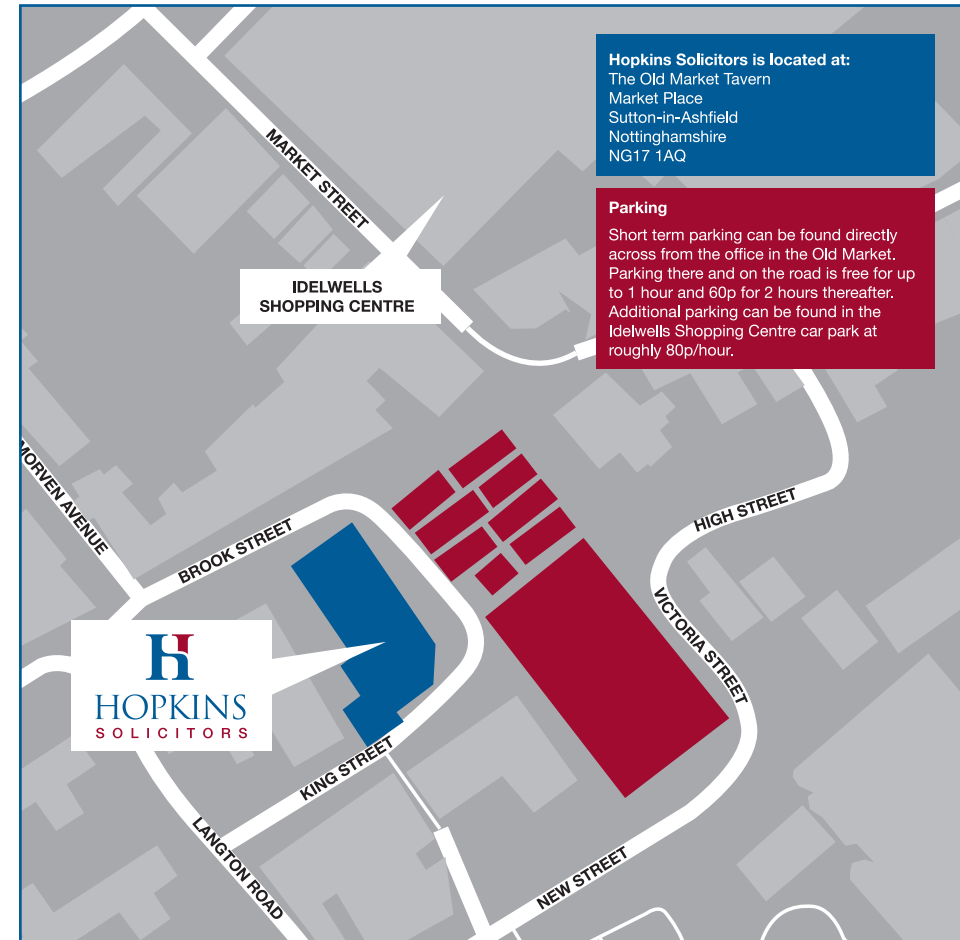 Hopkins Solicitors is located at:
The Old Market Tavern
Market Place
Sutton-in-Ashfield
Nottinghamshire
NG17 1AQ
Parking
Short term parking can be found directly
across from the office in the Old Market.
Parking there and on the road is free for up
to 1 hour and 60p for 2 hours thereafter.
Additional parking can be found in the
Idelwells Shopping Centre car park at
roughly 80p/hour.
MARKET STREET
IDELWELLS
SHOPPING CENTRE
MORVEN AVENUE
BROOK STREET
HIGH STREET
VICTORIA STREET
H
HOPKINS
SOLICITORS
KING STREET
LANGTON ROAD
NEW STREET